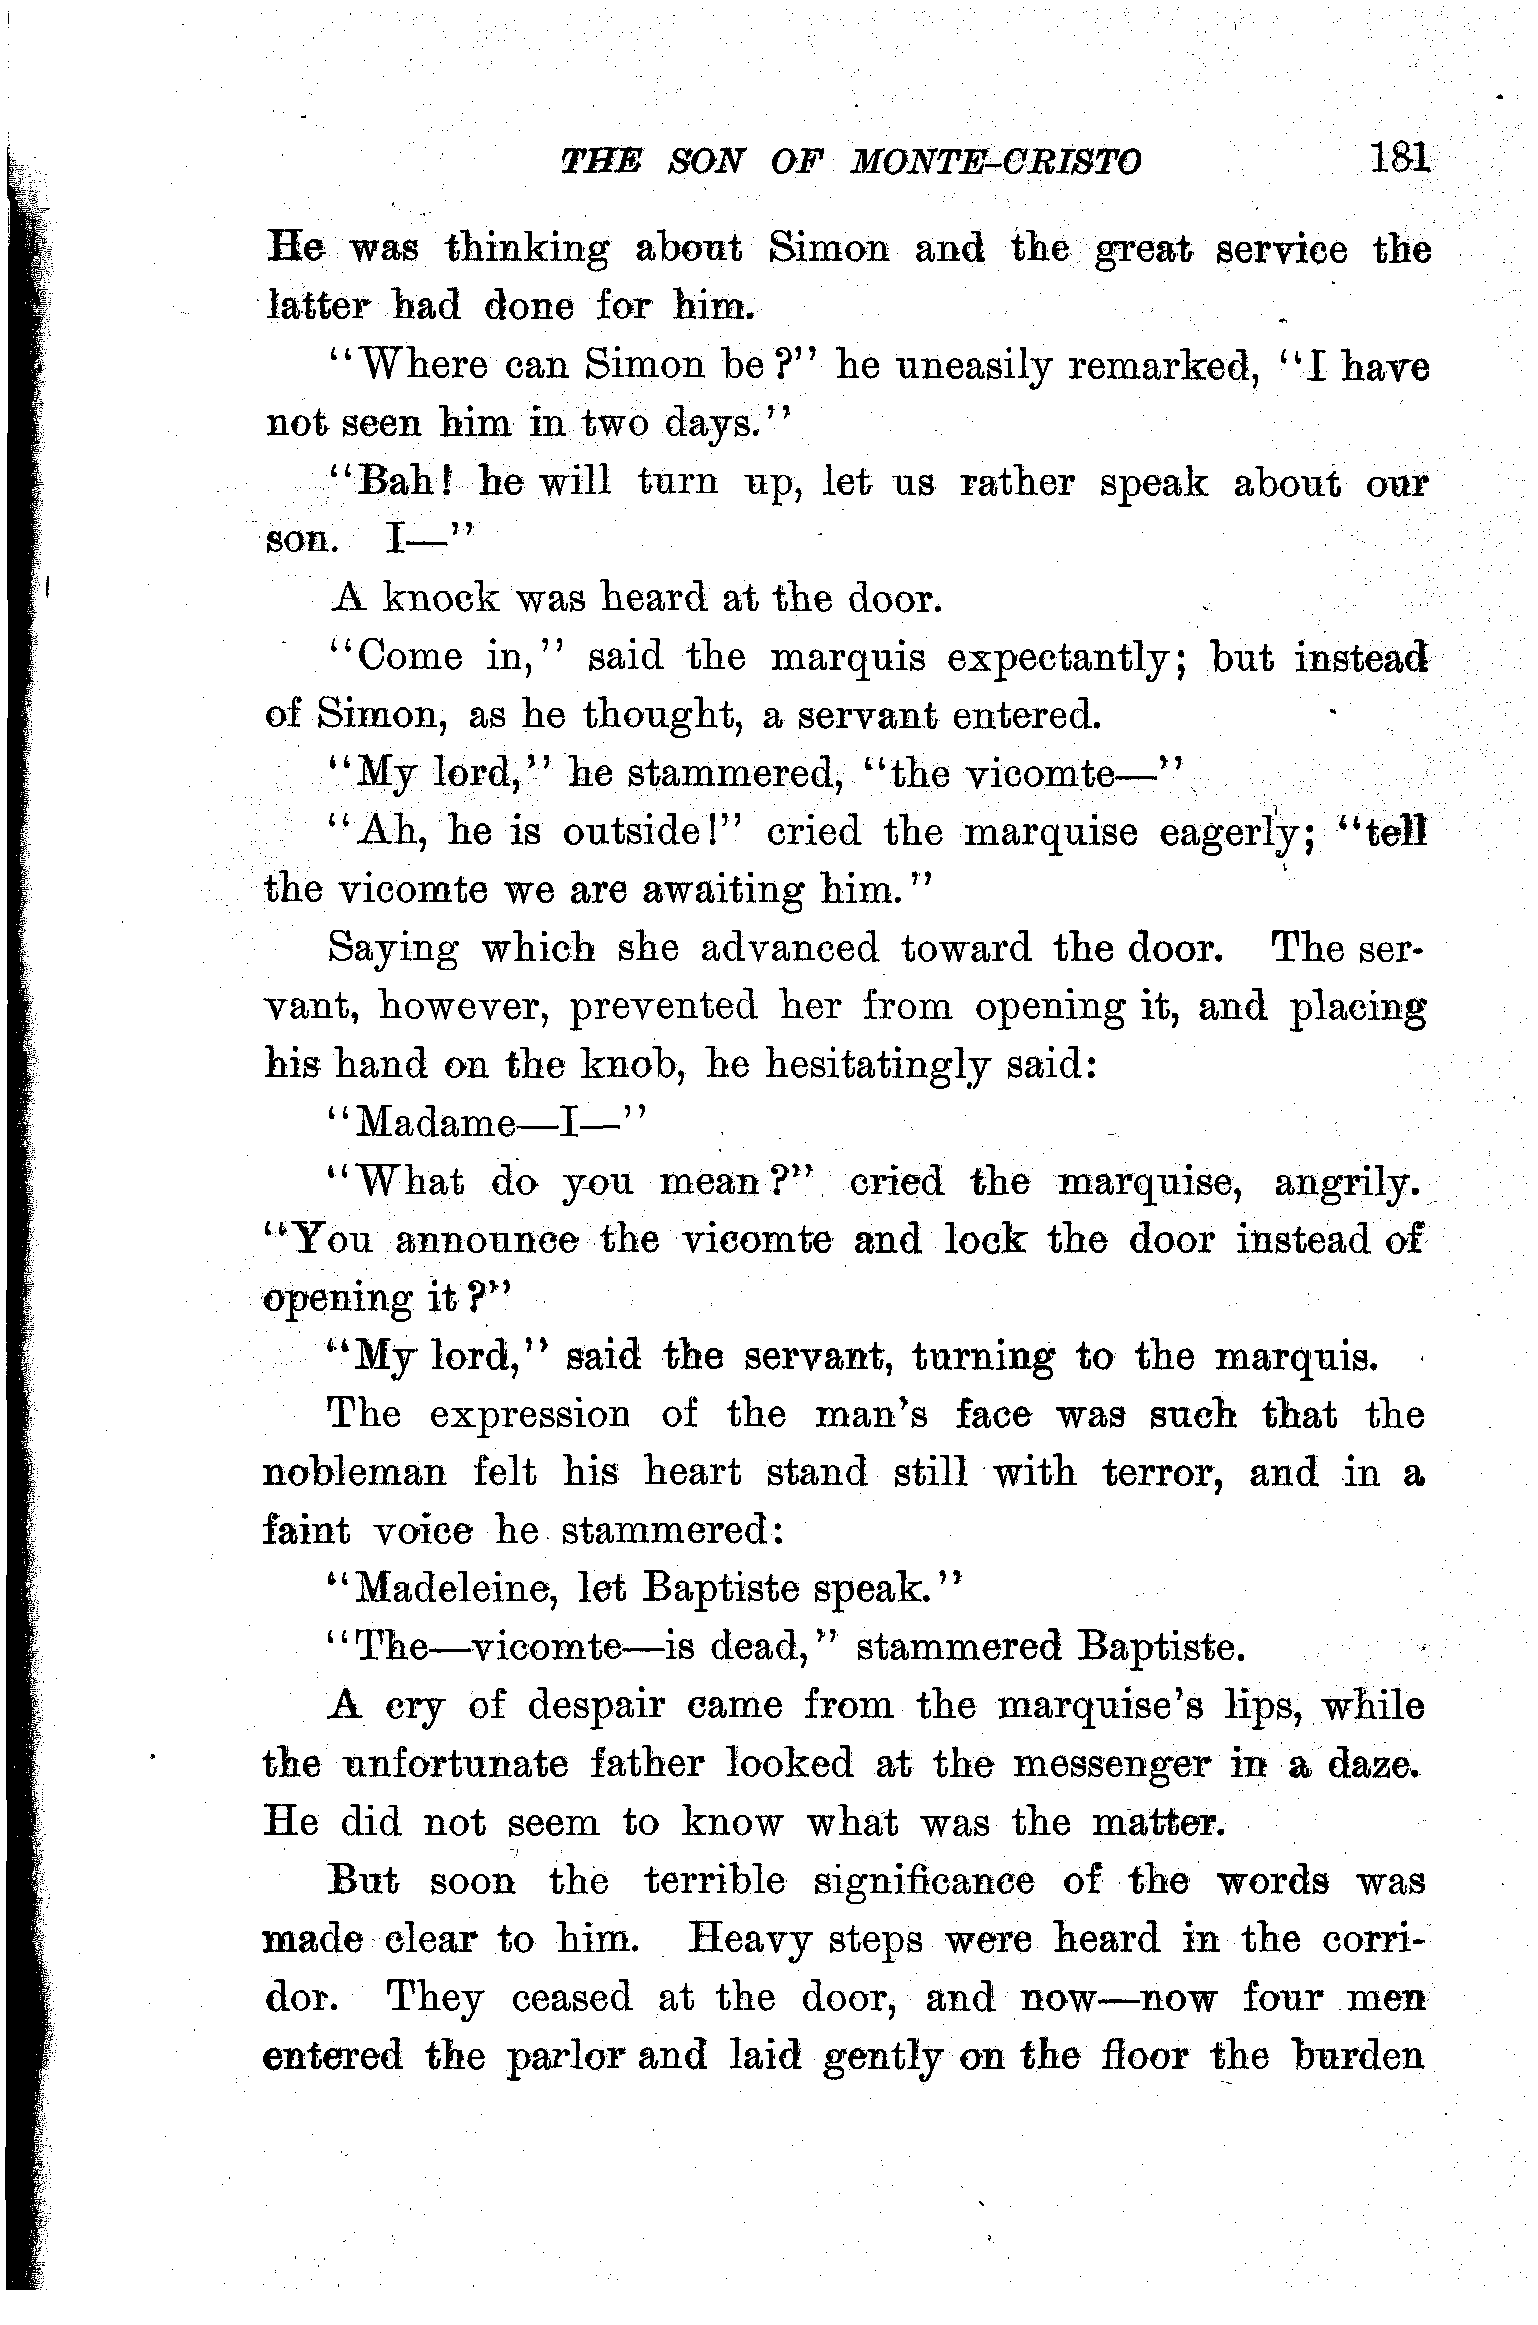 THE SON OF MONTE-CRISTO 181
He was thinking about Simon and the great service the
latter had done for him.
"Where can Simon be?" he uneasily remarked, "I have
not seen him in two days."
"Bah! he will turn up, let us rather speak about our
son. I—"
A knock was heard at the door.
"Come in," said the marquis expectantly; but instead
of Simon, as he thought, a servant entered.
"My lord," he stammered, "the vicomte—"
"Ah, he is outside!" cried the marquise eagerly; "tell
the vicomte we are awaiting him."
Saying which she advanced toward the door. The ser-
vant, however, prevented her from opening it, and placing
his hand on the knob, he hesitatingly said:
"Madame—I—"
"What do you mean?" cried the marquise, angrily.
"You announce the vicomte and lock the door instead of
opening it?"
"My lord," said the servant, turning to the marquis.
The expression of the man's face was such that the
nobleman felt his heart stand still with terror, and in a
faint voice he stammered:
"Madeleine, let Baptiste speak."
"The—vicomte—is dead," stammered Baptiste.
A cry of despair came from the marquise's lips, while
the unfortunate father looked at the messenger in a daze.
He did not seem to know what was the matter.
But soon the terrible significance of the words was
made clear to him. Heavy steps were heard in the corri-
dor. They ceased at the door, and now—now four men
entered the parlor and laid gently on the floor the burden